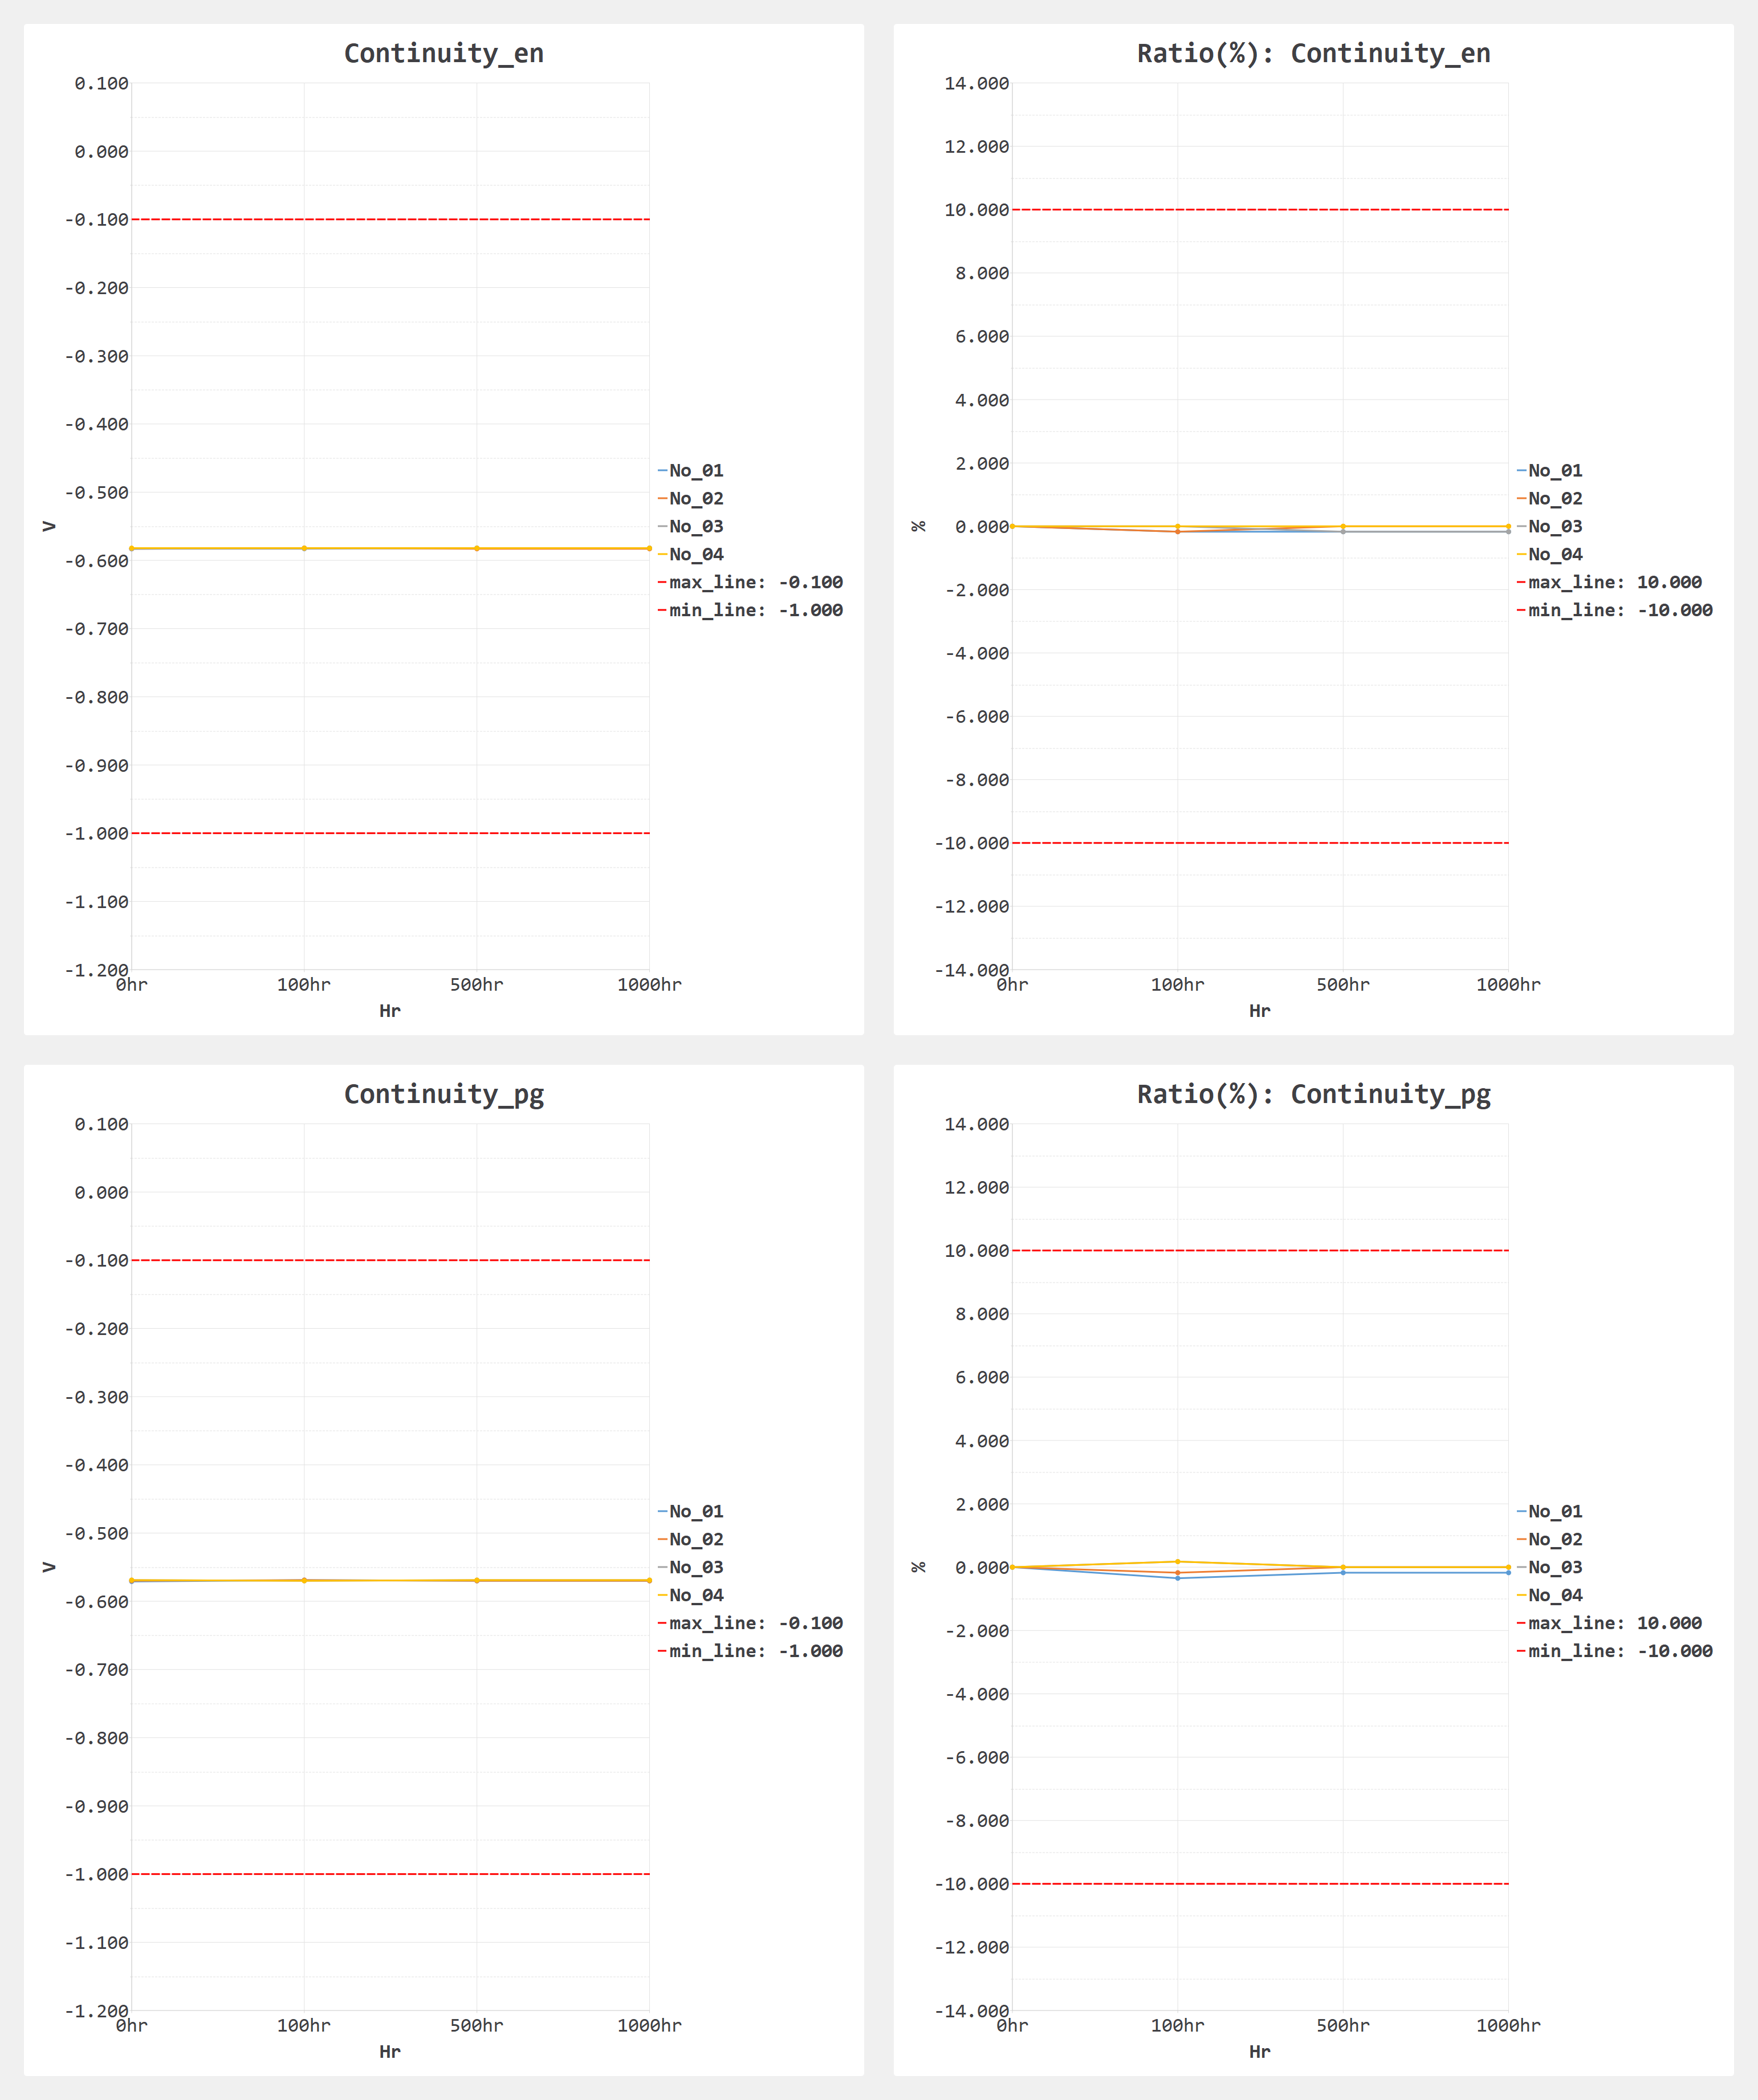 Continuity_en
0.100
0.000
-0.100
-0.200
-0.300
-0.400
-0.500
-0.600
-0.700
-0.800
-0.900
-1.000
-1.100
-1.200
V
0hr 100hr 500hr 1000hr
Hr
No_01
No_02
No_03
No_04
max_line: -0.100
min_line: -1.000
Ratio(%): Continuity_en
14.000
12.000
10.000
8.000
6.000
4.000
2.000
0.000
-2.000
-4.000
-6.000
-8.000
-10.000
-12.000
-14.000
%
0hr 100hr 500hr 1000hr
Hr
No_01
No_02
No_03
No_04
max_line: 10.000
min_line: -10.000
Continuity_pg
0.100
0.000
-0.100
-0.200
-0.300
-0.400
-0.500
-0.600
-0.700
-0.800
-0.900
-1.000
-1.100
-1.200
V
0hr 100hr 500hr 1000hr
Hr
No_01
No_02
No_03
No_04
max_line: -0.100
min_line: -1.000
Ratio(%): Continuity_pg
14.000
12.000
10.000
8.000
6.000
4.000
2.000
0.000
-2.000
-4.000
-6.000
-8.000
-10.000
-12.000
-14.000
%
0hr 100hr 500hr 1000hr
Hr
No_01
No_02
No_03
No_04
max_line: 10.000
min_line: -10.000